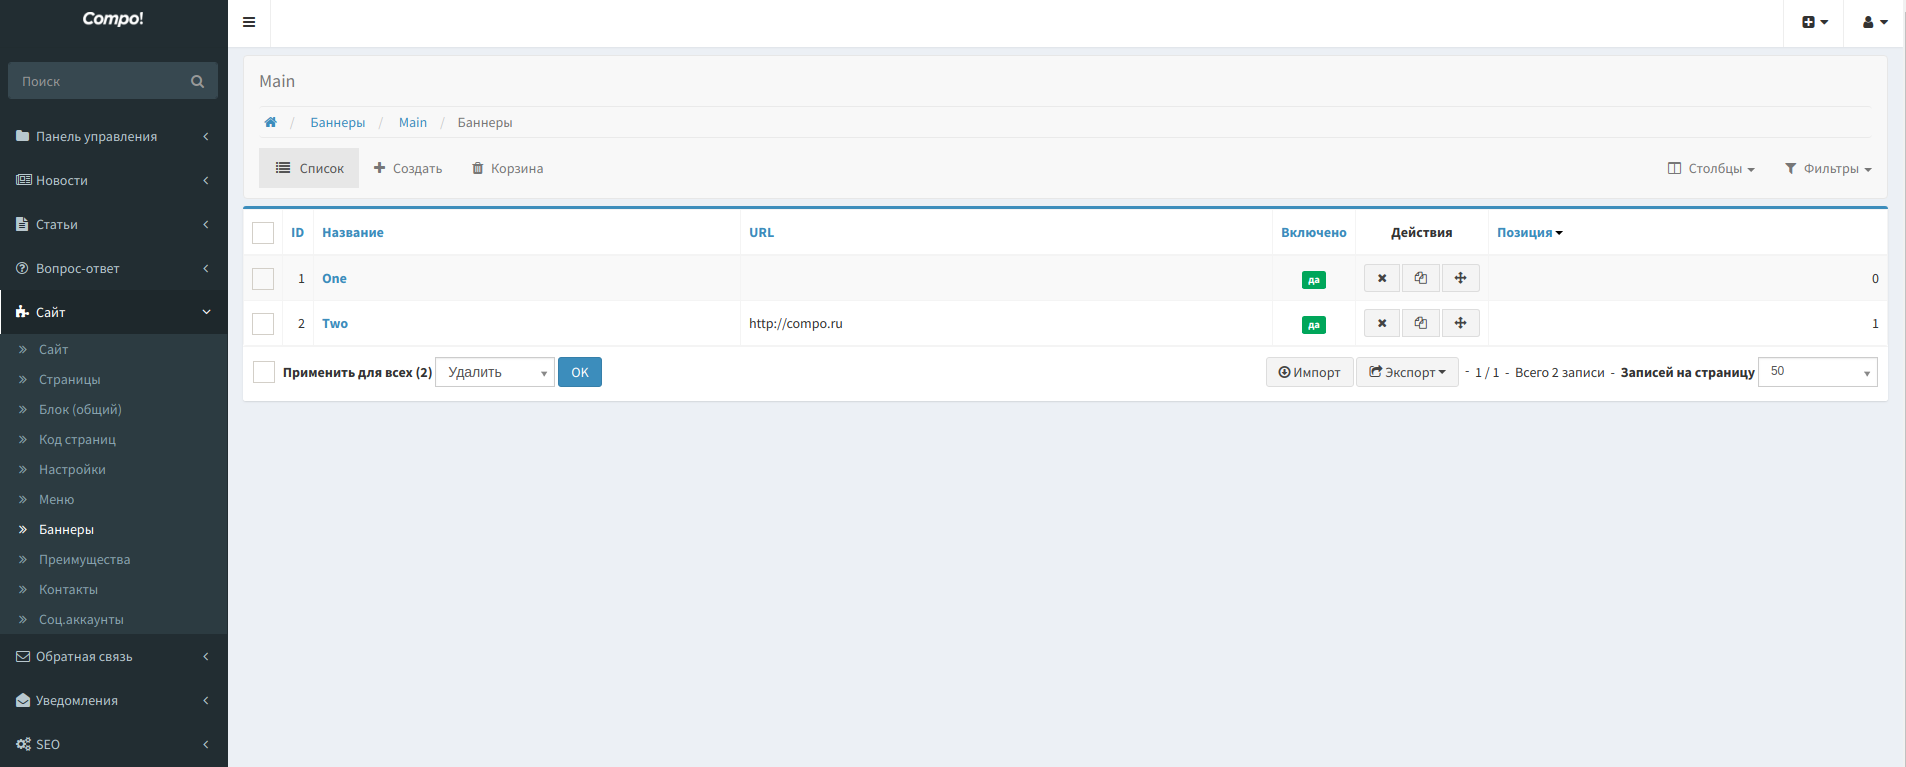 Compo!
Поиск
Панель управления
Новости
Статьи
Вопрос-ответ
Сайт
Сайт
Страницы
Блок (общий)
Код страниц
Настройки
Меню
Баннеры
Преимущества
Контакты
Соц.аккаунты
Обратная связь
Уведомления
SEO
Main
/ Баннеры / Main / Баннеры
Список Создать Корзина Столбцы Фильтры
ID Название URL Включено Действия Позиция
1 One да 0
2 Two http://compo.ru да 1
Применить для всех (2) Удалить OK Импорт Экспорт - 1 / 1 - Всего 2 записи - Записей на страницу 50